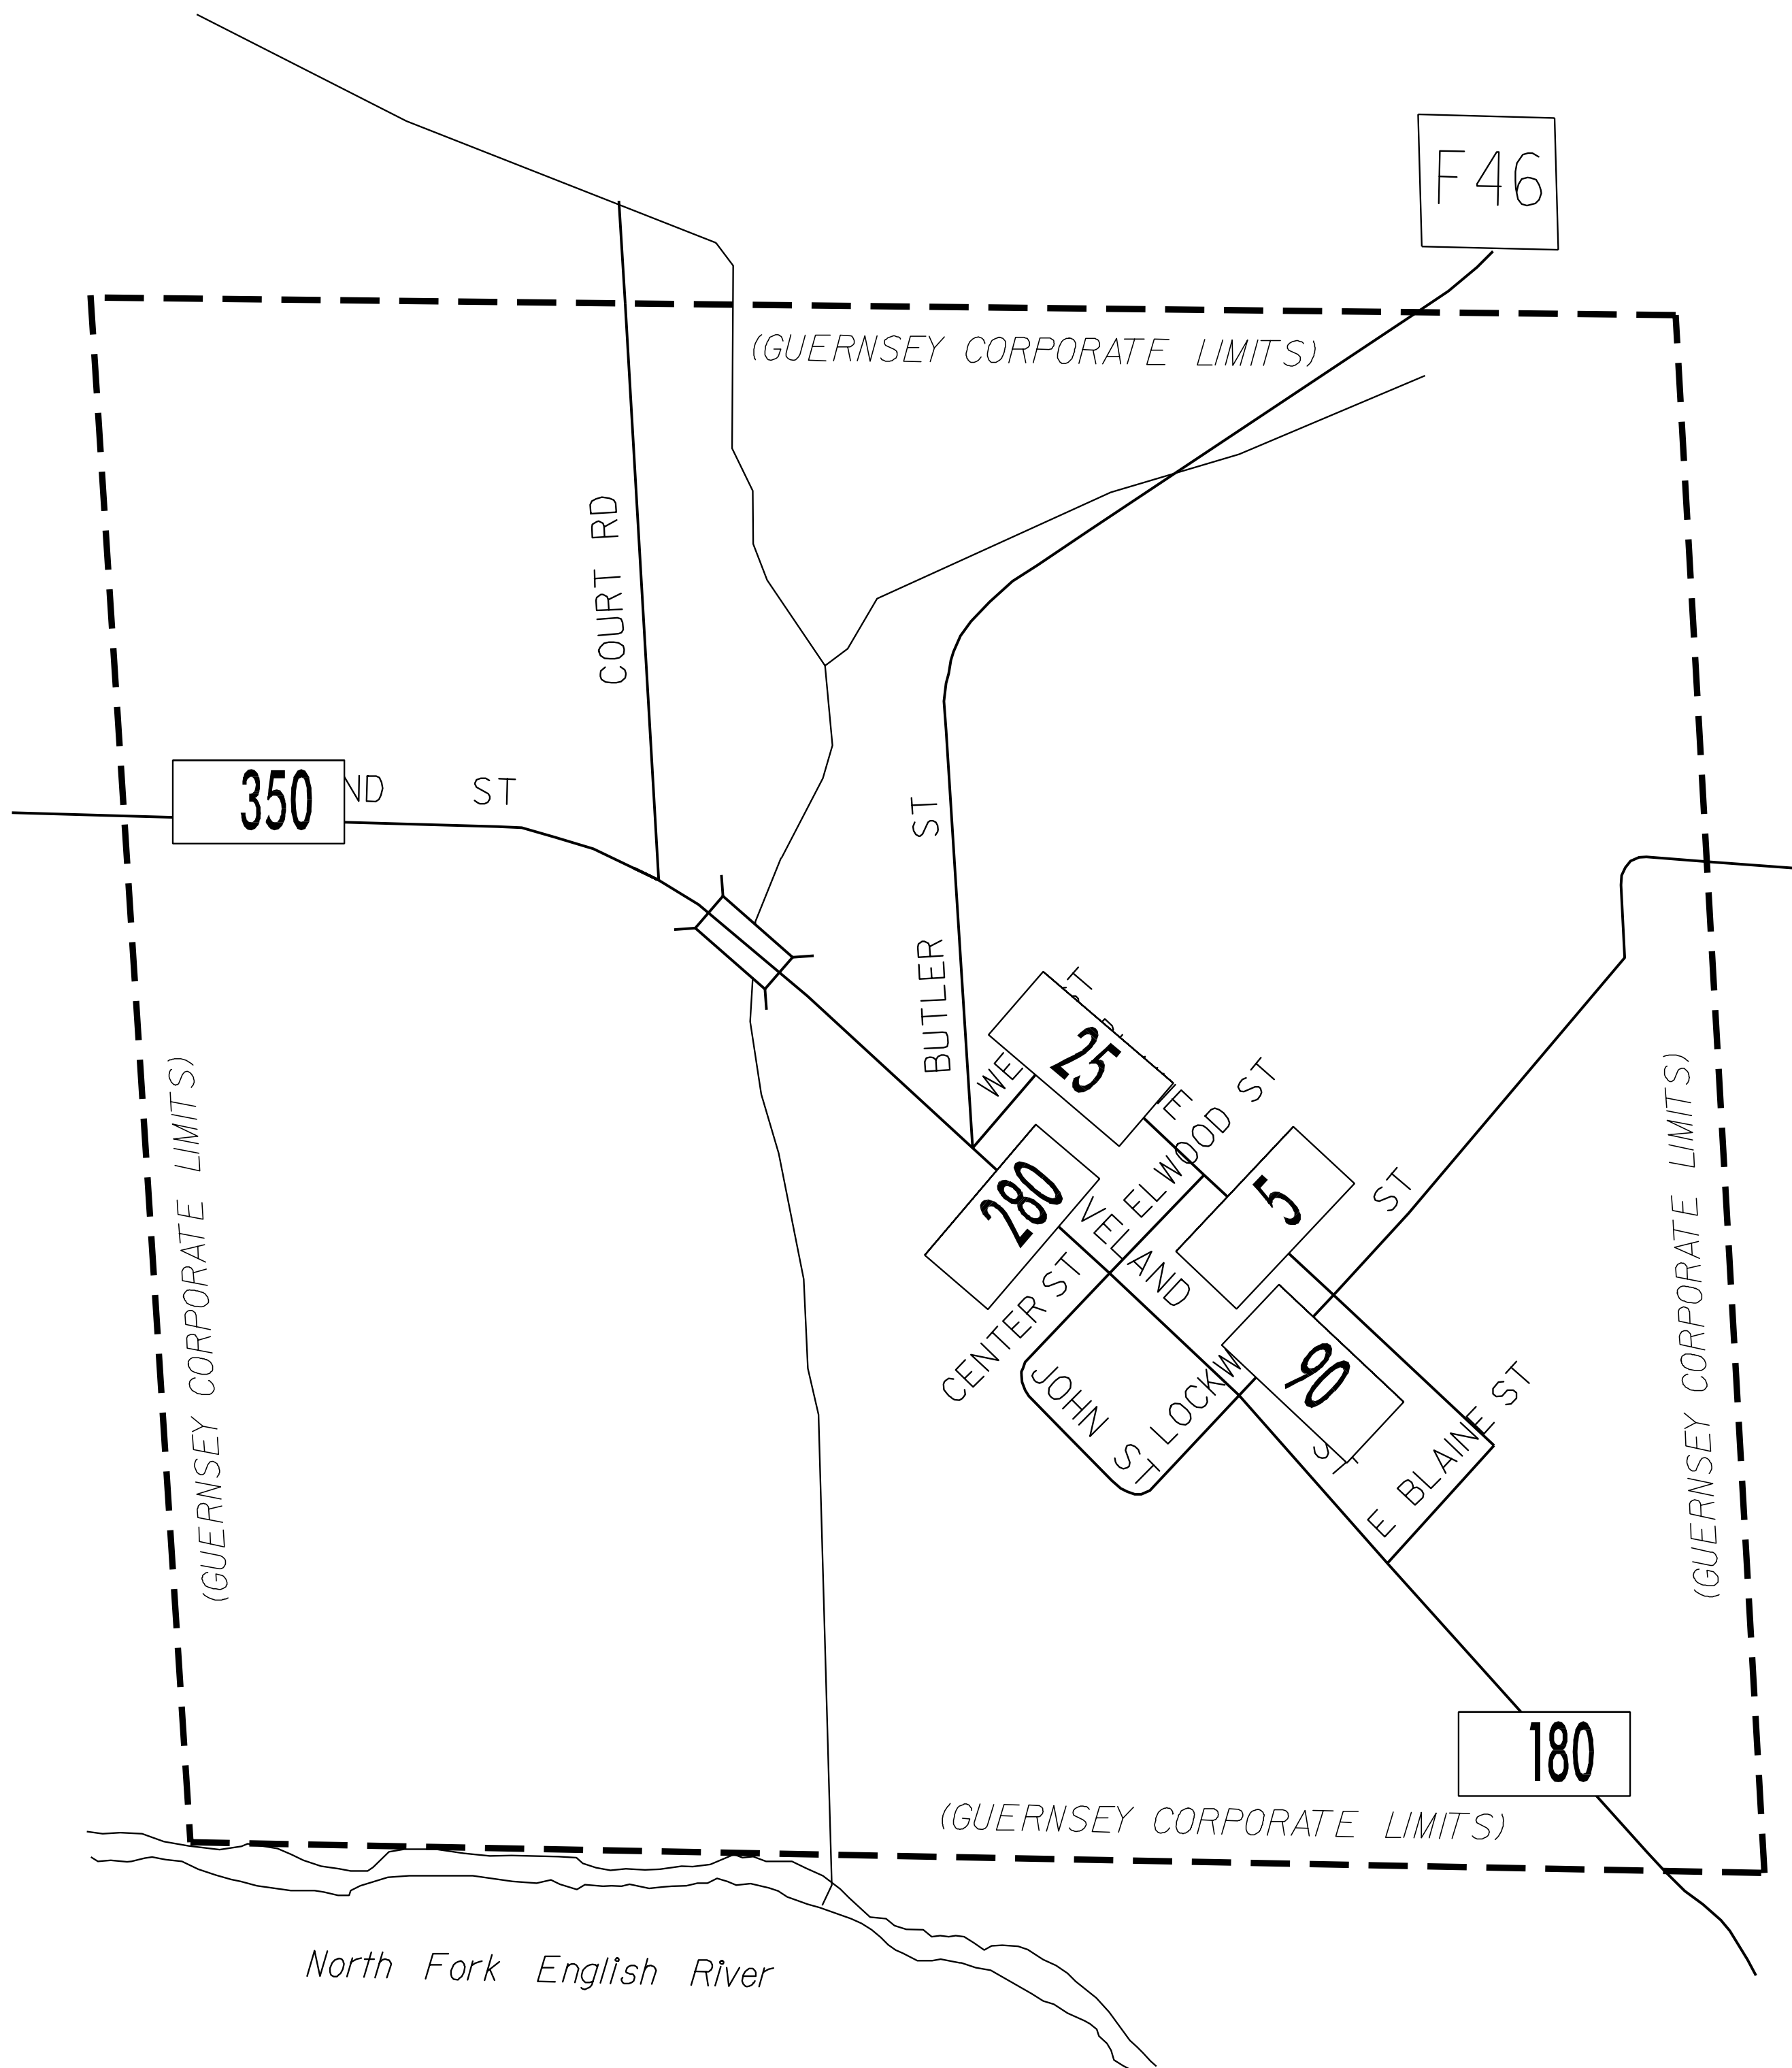 F46
(GUERNSEY CORPORATE LIMITS)
COURT RD
350
ND ST
BUTLER ST
25
ELWOOD ST
280
5
ST
VELAND
CENTER ST
90
JOHN ST
E BLAINE ST
(GUERNSEY CORPORATE LIMITS)
(GUERNSEY CORPORATE LIMITS)
180
(GUERNSEY CORPORATE LIMITS)
North Fork English River